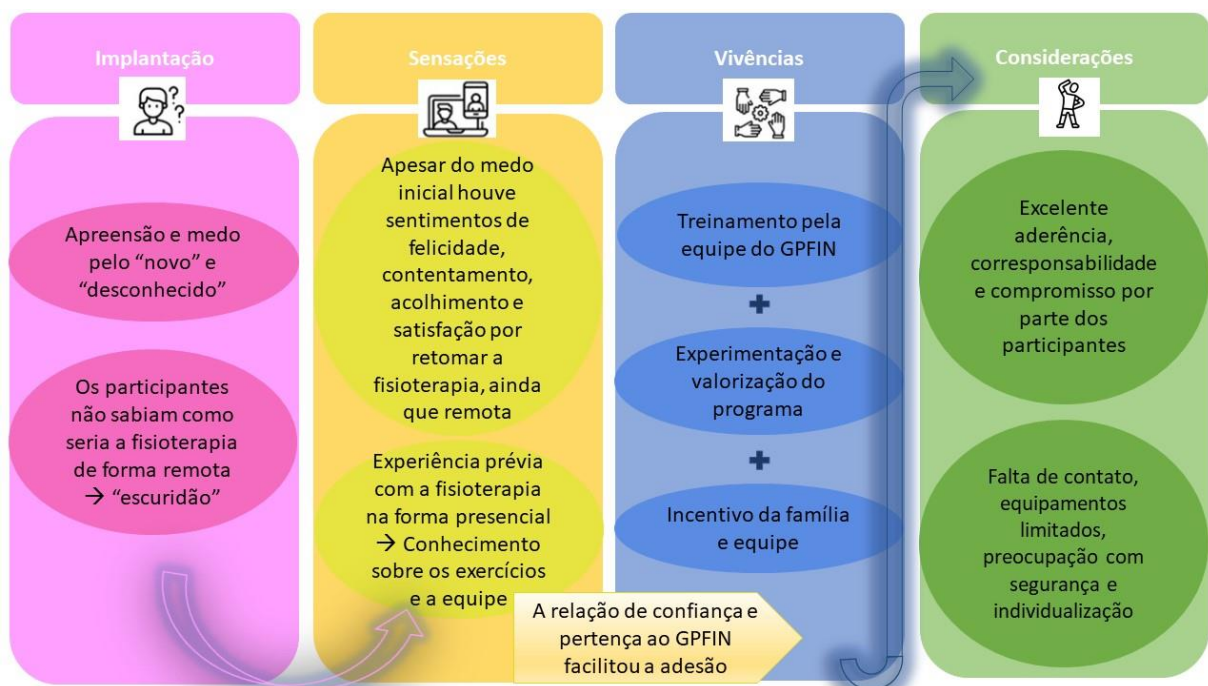 Implantação
Apreensão e medo
pelo “novo” e
“desconhecido”
Os participantes
não sabiam como
seria a fisioterapia
de forma remota
→ “escuridão”
Sensações
Apesar do medo
inicial houve
sentimentos de
felicidade,
contentamento,
acolhimento e
satisfação por
retomar a
fisioterapia, ainda
que remota
Experiência prévia
com a fisioterapia
na forma presencial
→ Conhecimento
sobre os exercícios
e a equipe
A relação de confiança e
pertença ao GPFIN
facilitou a adesão
Vivências
Treinamento pela
equipe do GPFIN
+
Experimentação e
valorização do
programa
+
Incentivo da família
e equipe
Considerações
Excelente
aderência,
corresponsabilidade
e compromisso por
parte dos
participantes
Falta de contato,
equipamentos
limitados,
preocupação com
segurança e
individualização